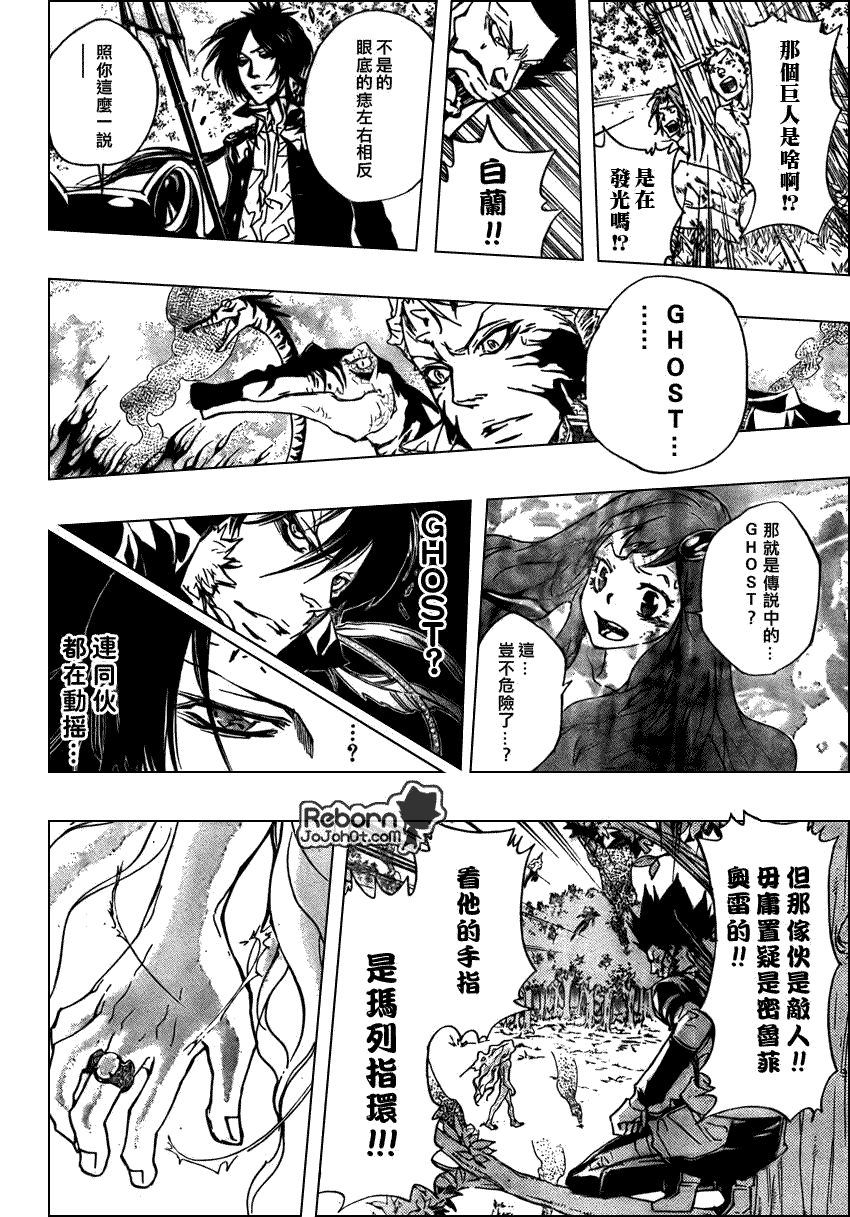 那個巨人是啥啊!?
是在
發光嗎!?
白蘭!!
不是的
眼底的痣左右相反
照你這麼一說
——
GHOST…
……
那就是傳說中的…
GHOST?
這…
豈不危險了…?
GHOST?
…?
連同伙
都在動搖…
但那傢伙是敵人!!
毋庸置疑是密魯菲
奧雷的!!
看他的手指
是瑪列指環!!!
Reborn
JoJoHot.com